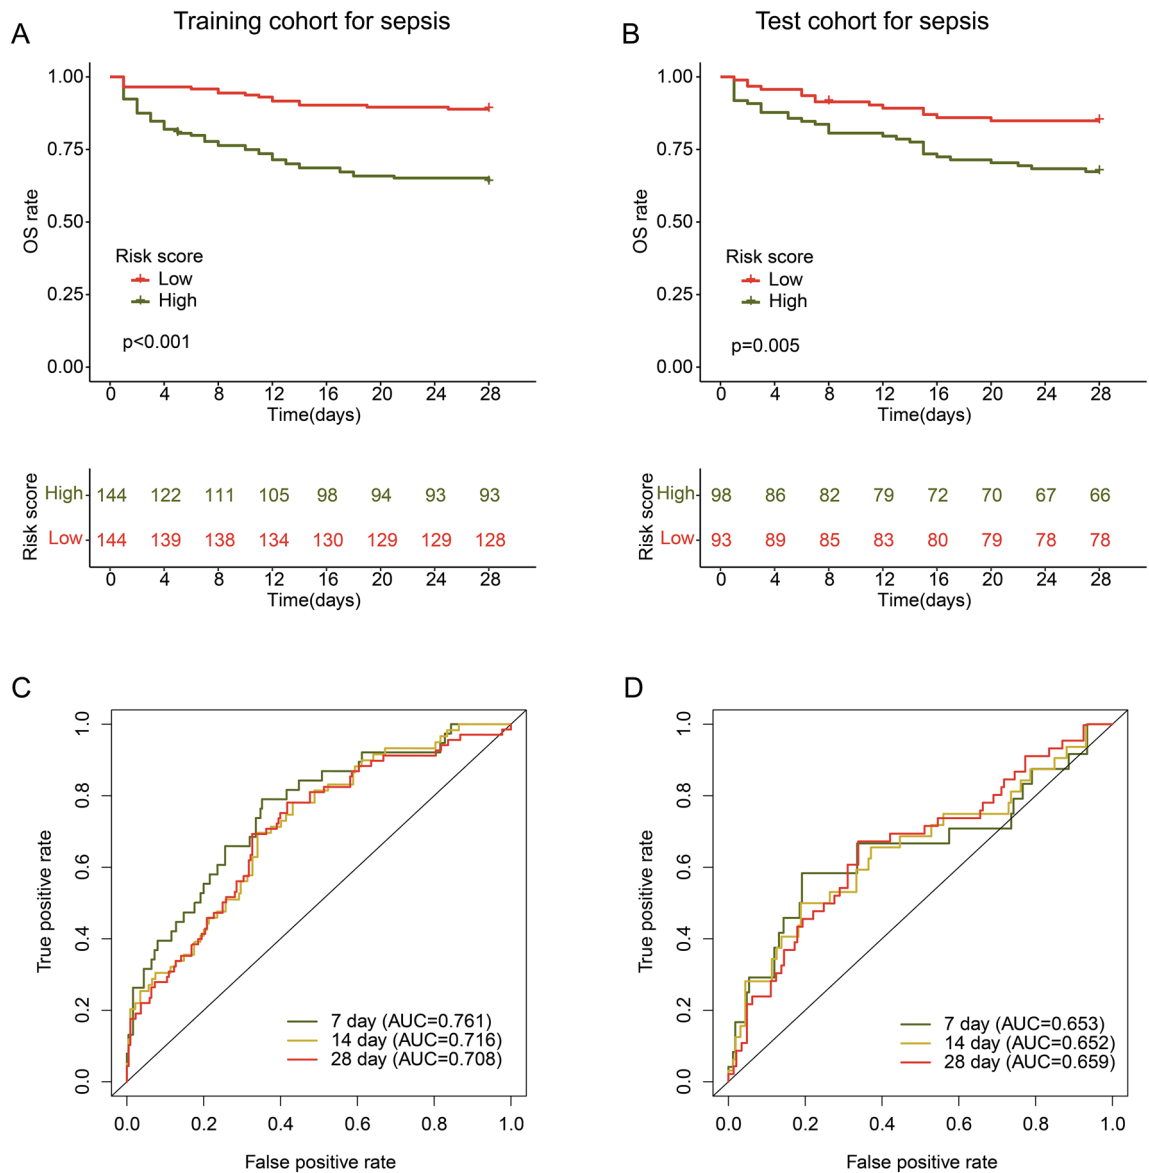 A
Training cohort for sepsis
1.00
0.75
0.50
0.25
0.00
OS rate
Risk score
Low
High
p<0.001
0 4 8 12 16 20 24 28
Time(days)
Risk score
High 144 122 111 105 98 94 93 93
Low 144 139 138 134 130 129 129 128
0 4 8 12 16 20 24 28
Time(days)
B
Test cohort for sepsis
1.00
0.75
0.50
0.25
0.00
OS rate
Risk score
Low
High
p=0.005
0 4 8 12 16 20 24 28
Time(days)
Risk score
High 98 86 82 79 72 70 67 66
Low 93 89 85 83 80 79 78 78
0 4 8 12 16 20 24 28
Time(days)
C
1.0
0.8
0.6
0.4
0.2
0.0
True positive rate
7 day (AUC=0.761)
14 day (AUC=0.716)
28 day (AUC=0.708)
0.0 0.2 0.4 0.6 0.8 1.0
False positive rate
D
1.0
0.8
0.6
0.4
0.2
0.0
True positive rate
7 day (AUC=0.653)
14 day (AUC=0.652)
28 day (AUC=0.659)
0.0 0.2 0.4 0.6 0.8 1.0
False positive rate